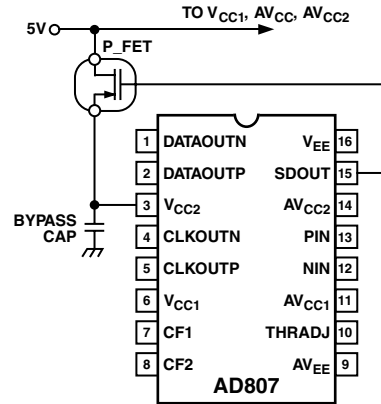 TO VCC1, AVCC, AVCC2
5V
P_FET
BYPASS
CAP
1 DATAOUTN
2 DATAOUTP
3 VCC2
4 CLKOUTN
5 CLKOUTP
6 VCC1
7 CF1
8 CF2
VEE 16
SDOUT 15
AVCC2 14
PIN 13
NIN 12
AVCC1 11
THRADJ 10
AVEE 9
AD807